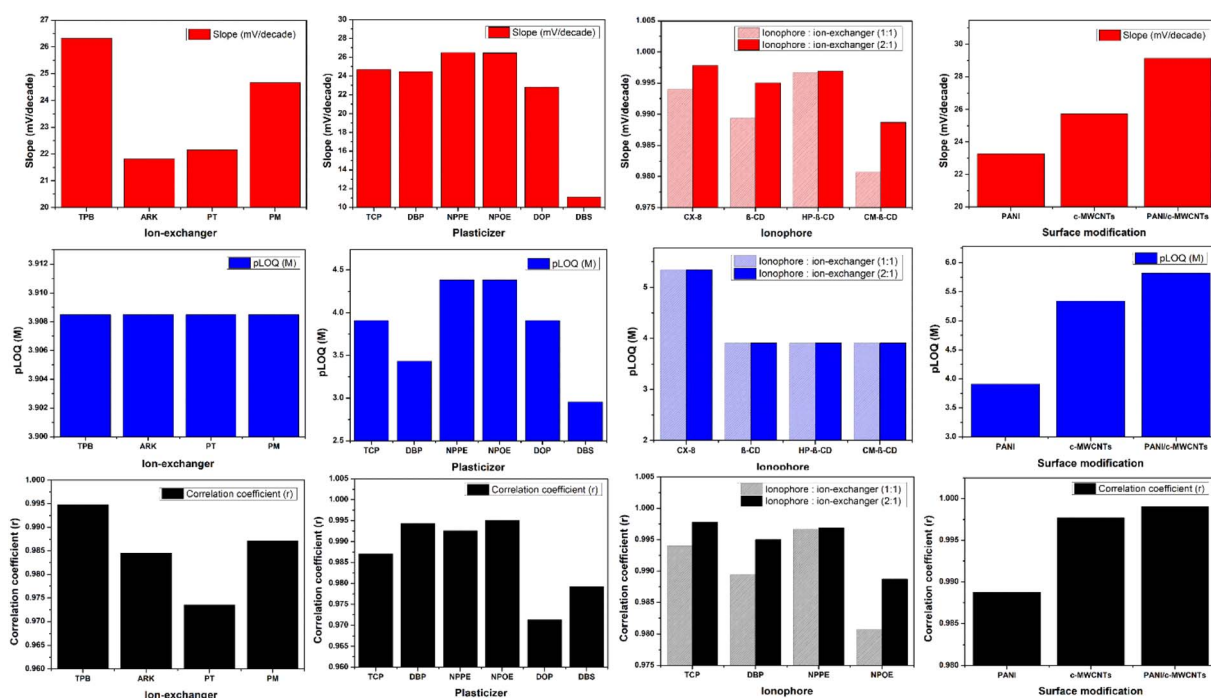 27
26
25
24
23
22
21
20
Slope (mV/decade)
Slope (mV/decade)
TPB ARK PT PM
Ion-exchanger
30
28
26
24
22
20
18
16
14
12
10
Slope (mV/decade)
Slope (mV/decade)
TCP DBP NPPE NPOE DOP DBS
Plasticizer
1.005
1.000
0.995
0.990
0.985
0.980
0.975
Slope (mV/decade)
Ionophore : ion-exchanger (1:1)
Ionophore : ion-exchanger (2:1)
CX-8 ß-CD HP-ß-CD CM-ß-CD
Ionophore
30
28
26
24
22
20
Slope (mV/decade)
Slope (mV/decade)
PANI c-MWCNTs PANI/c-MWCNTs
Surface modification
3.912
3.910
3.908
3.906
3.904
3.902
3.900
pLOQ (M)
pLOQ (M)
TPB ARK PT PM
Ion-exchanger
4.5
4.0
3.5
3.0
2.5
pLOQ (M)
pLOQ (M)
TCP DBP NPPE NPOE DOP DBS
Plasticizer
5
4
3
2
pLOQ (M)
Ionophore : ion-exchanger (1:1)
Ionophore : ion-exchanger (2:1)
CX-8 ß-CD HP-ß-CD CM-ß-CD
Ionophore
6.0
5.5
5.0
4.5
4.0
3.5
3.0
pLOQ (M)
pLOQ (M)
PANI c-MWCNTs PANI/c-MWCNTs
Surface modification
1.000
0.995
0.990
0.985
0.980
0.975
0.970
0.965
0.960
Correlation coefficient (r)
Correlation coefficient (r)
TPB ARK PT PM
Ion-exchanger
1.005
1.000
0.995
0.990
0.985
0.980
0.975
0.970
0.965
0.960
Correlation coefficient (r)
Correlation coefficient (r)
TCP DBP NPPE NPOE DOP DBS
Plasticizer
1.005
1.000
0.995
0.990
0.985
0.980
0.975
Correlation coefficient (r)
Ionophore : ion-exchanger (1:1)
Ionophore : ion-exchanger (2:1)
TCP DBP NPPE NPOE
Ionophore
1.000
0.995
0.990
0.985
0.980
Correlation coefficient (r)
Correlation coefficient (r)
PANI c-MWCNTs PANI/c-MWCNTs
Surface modification